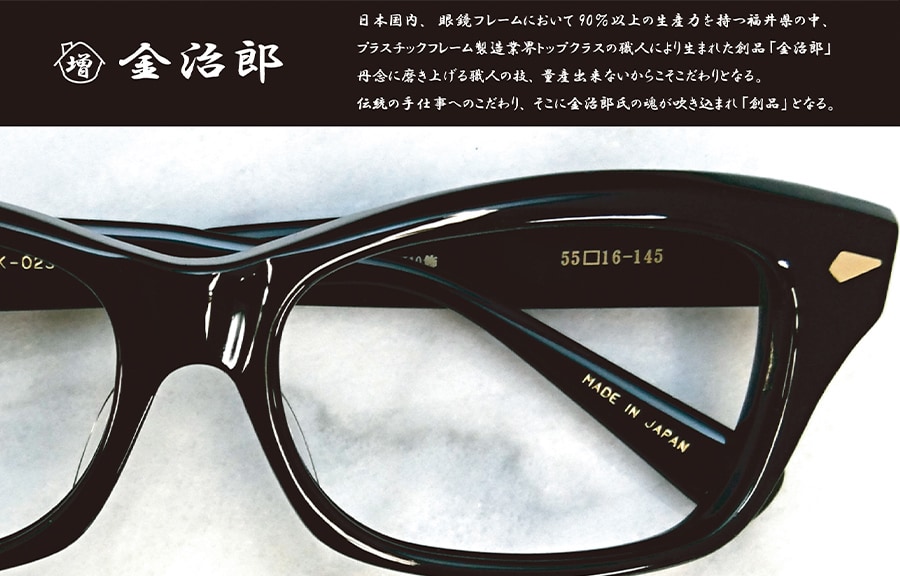 増 金治郎
日本国内、眼鏡フレームにおいて90%以上の生産力を持つ福井県の中、
プラスチックフレーム製造業界トップクラスの職人により生まれた創品「金治郎」
丹念に磨き上げる職人の技、量産出来ないからこそこだわりとなる。
伝統の手仕事へのこだわり、そこに金治郎氏の魂が吹き込まれ「創品」となる。
55□16-145
MADE IN JAPAN